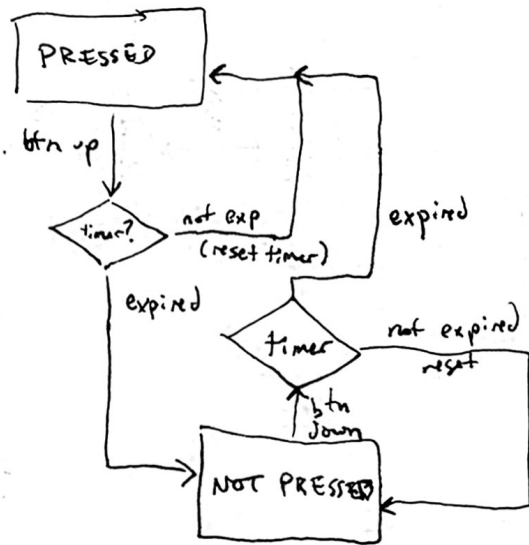 PRESSED
btn up
timer?
not exp
(reset timer)
expired
expired
timer
not expired
reset
btn
down
NOT PRESSED